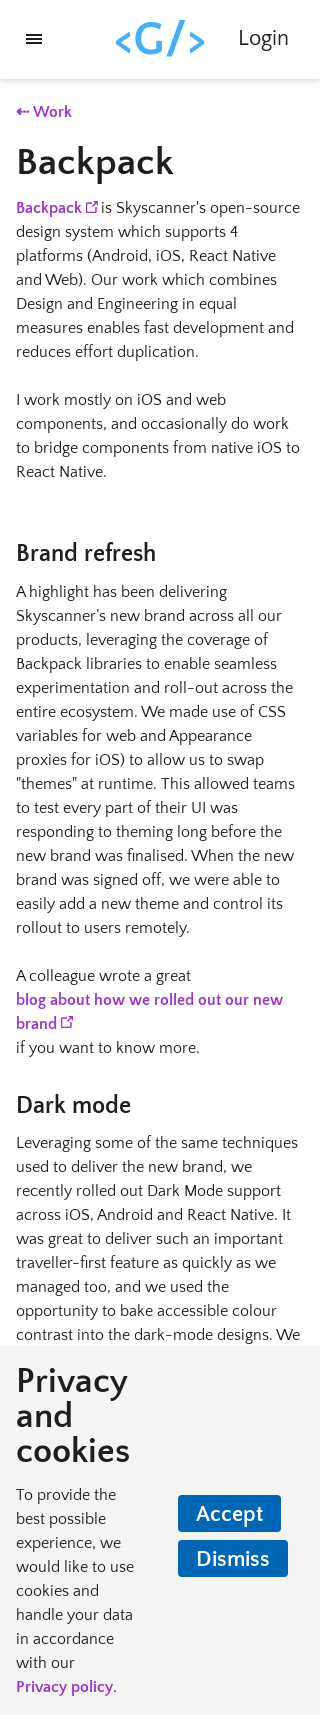 <G/>
Login
⇠ Work
Backpack
Backpack is Skyscanner's open-source
design system which supports 4
platforms (Android, iOS, React Native
and Web). Our work which combines
Design and Engineering in equal
measures enables fast development and
reduces effort duplication.
I work mostly on iOS and web
components, and occasionally do work
to bridge components from native iOS to
React Native.
Brand refresh
A highlight has been delivering
Skyscanner's new brand across all our
products, leveraging the coverage of
Backpack libraries to enable seamless
experimentation and roll-out across the
entire ecosystem. We made use of CSS
variables for web and Appearance
proxies for iOS) to allow us to swap
"themes" at runtime. This allowed teams
to test every part of their UI was
responding to theming long before the
new brand was finalised. When the new
brand was signed off, we were able to
easily add a new theme and control its
rollout to users remotely.
A colleague wrote a great
blog about how we rolled out our new
brand
if you want to know more.
Dark mode
Leveraging some of the same techniques
used to deliver the new brand, we
recently rolled out Dark Mode support
across iOS, Android and React Native. It
was great to deliver such an important
traveller-first feature as quickly as we
managed too, and we used the
opportunity to bake accessible colour
contrast into the dark-mode designs. We
Privacy
and
cookies
To provide the
best possible
experience, we
would like to use
cookies and
handle your data
in accordance
with our
Privacy policy.
Accept
Dismiss